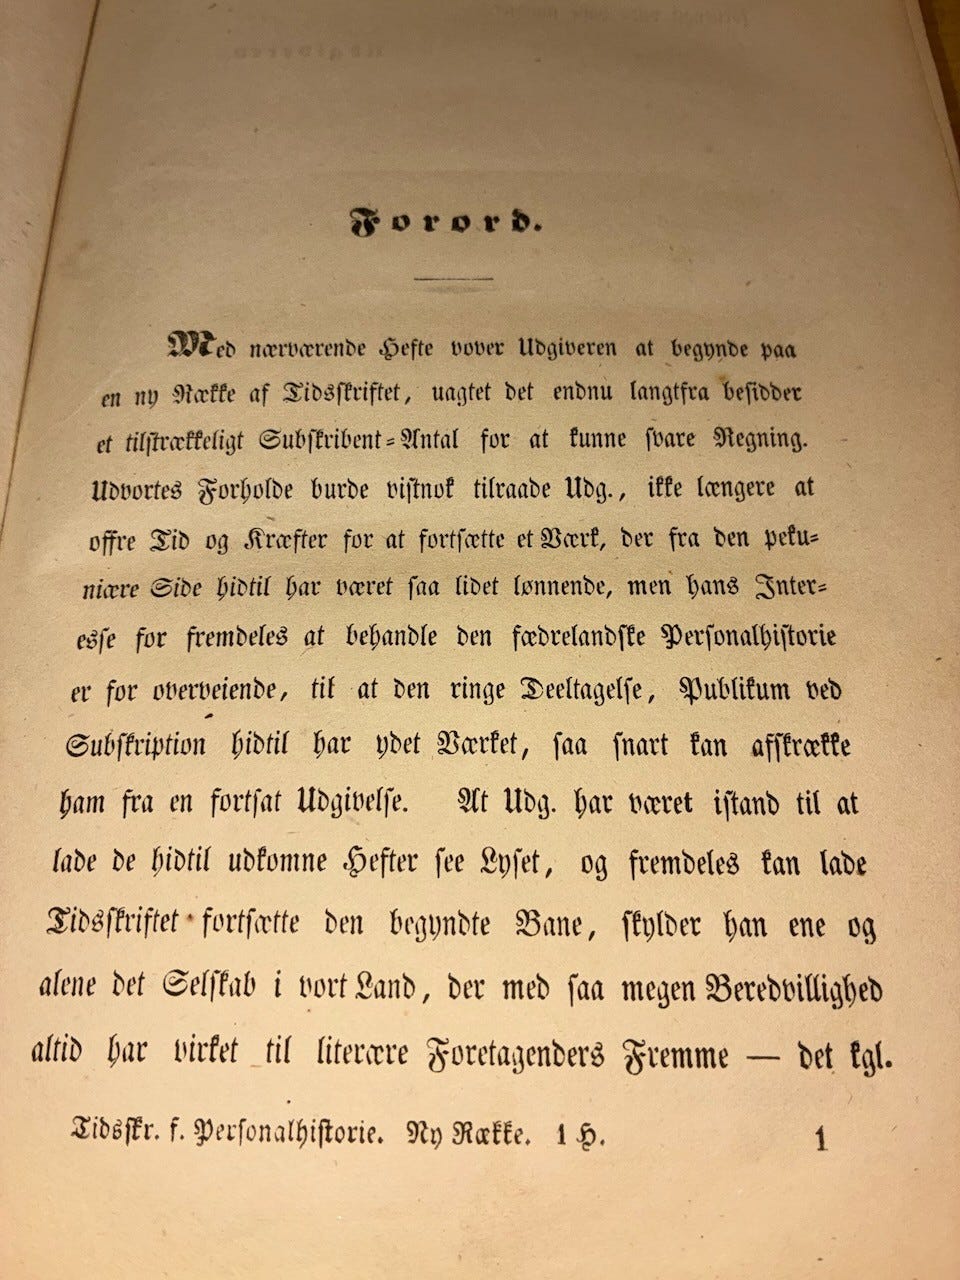 Forord.
Med nærværende Hefte vover Udgiveren at begynde paa
en ny Række af Tidsskriftet, uagtet det endnu langtfra besidder
et tilstrækkeligt Subskribent-Antal for at kunne svare Regning.
Udvortes Forholde burde vistnok tilraade Udg., ikke længere at
offre Tid og Kræfter for at fortsætte et Værk, der fra den peku-
niære Side hidtil har været saa lidet lønnende, men hans Inter-
esse for fremdeles at behandle den fædrelandske Personalhistorie
er for overveiende, til at den ringe Deeltagelse, Publikum ved
Subskription hidtil har ydet Værket, saa snart kan afskrække
ham fra en fortsat Udgivelse. At Udg. har været istand til at
lade de hidtil udkomne Hefter see Lyset, og fremdeles kan lade
Tidsskriftet fortsætte den begyndte Bane, skylder han ene og
alene det Selskab i vort Land, der med saa megen Beredvillighed
altid har virket til literære Foretagenders Fremme — det kgl.
Tidsskr. f. Personalhistorie. Ny Række. 1 H. 1